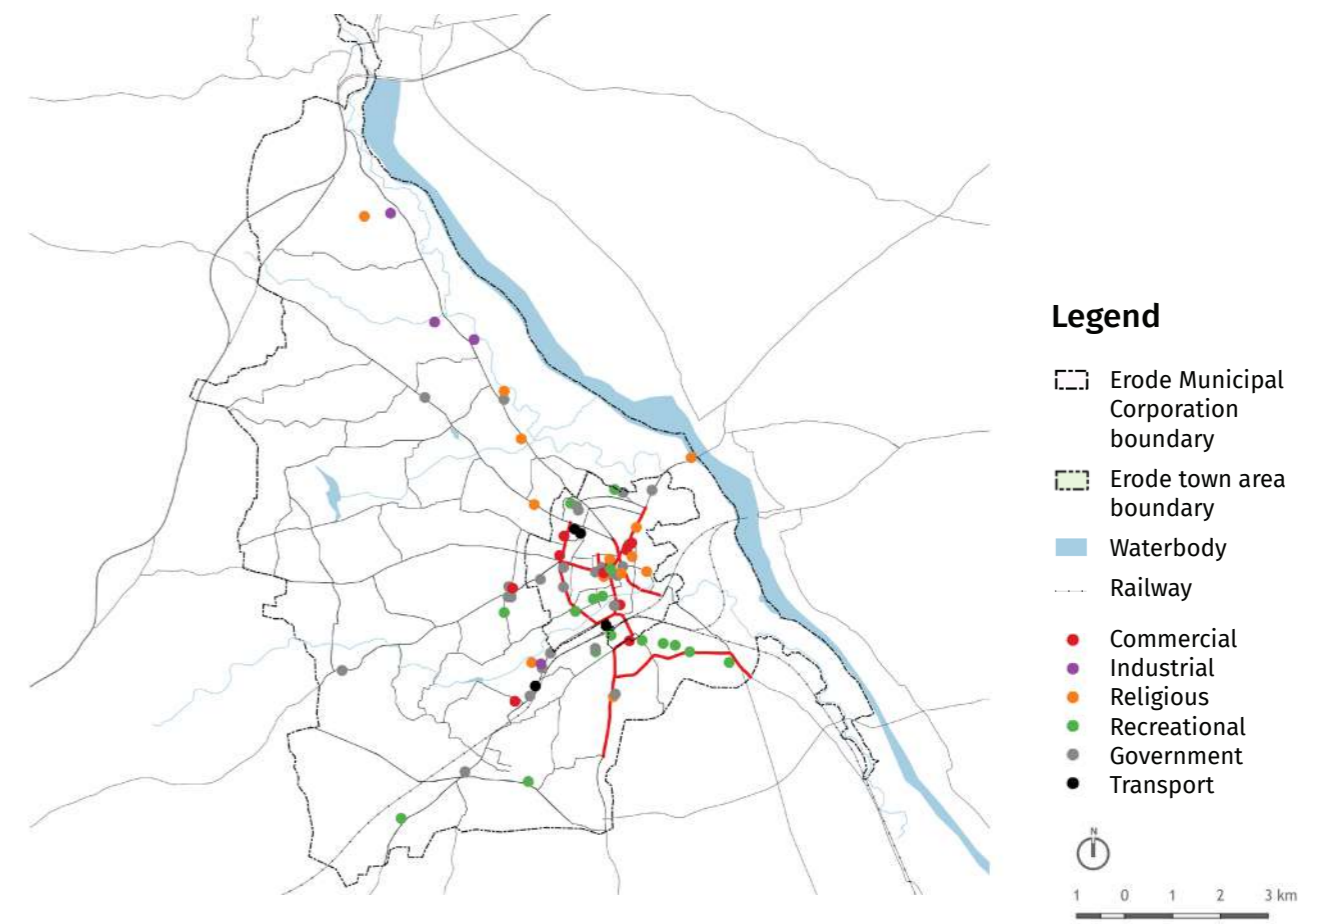 Legend
Erode Municipal
Corporation
boundary
Erode town area
boundary
Waterbody
Railway
Commercial
Industrial
Religious
Recreational
Government
Transport
N
1 0 1 2 3 km